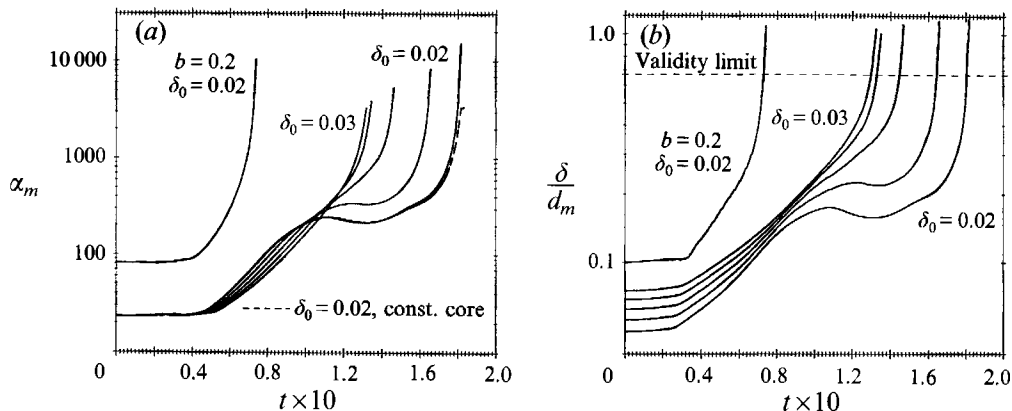 (a)
10 000
b = 0.2
δ₀ = 0.02
δ₀ = 0.02
δ₀ = 0.03
1000
αₘ
100
δ₀ = 0.02, const. core
10
0 0.4 0.8 1.2 1.6 2.0
t × 10
(b)
1.0
Validity limit
δ₀ = 0.03
b = 0.2
δ₀ = 0.02
δ
dₘ
δ₀ = 0.02
0.1
0 0.4 0.8 1.2 1.6 2.0
t × 10